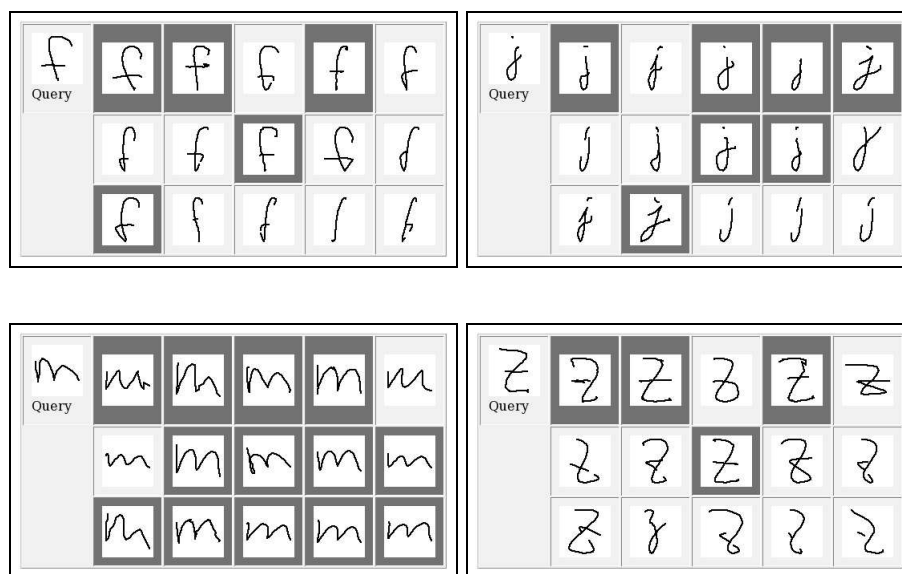 f f f f f f
Query
f f f f f
f f f f f
j j j j j j
Query
j j j j j
j j j j j
m m m m m m
Query
m m m m m
m m m m m
z z z z z z
Query
z z z z z
z z z z z